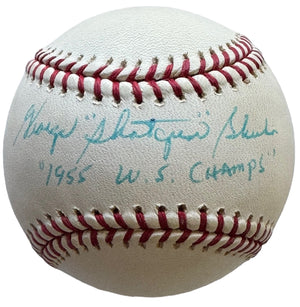 George "Shotgun" Shuba
"1955 W.S. CHAMPS"